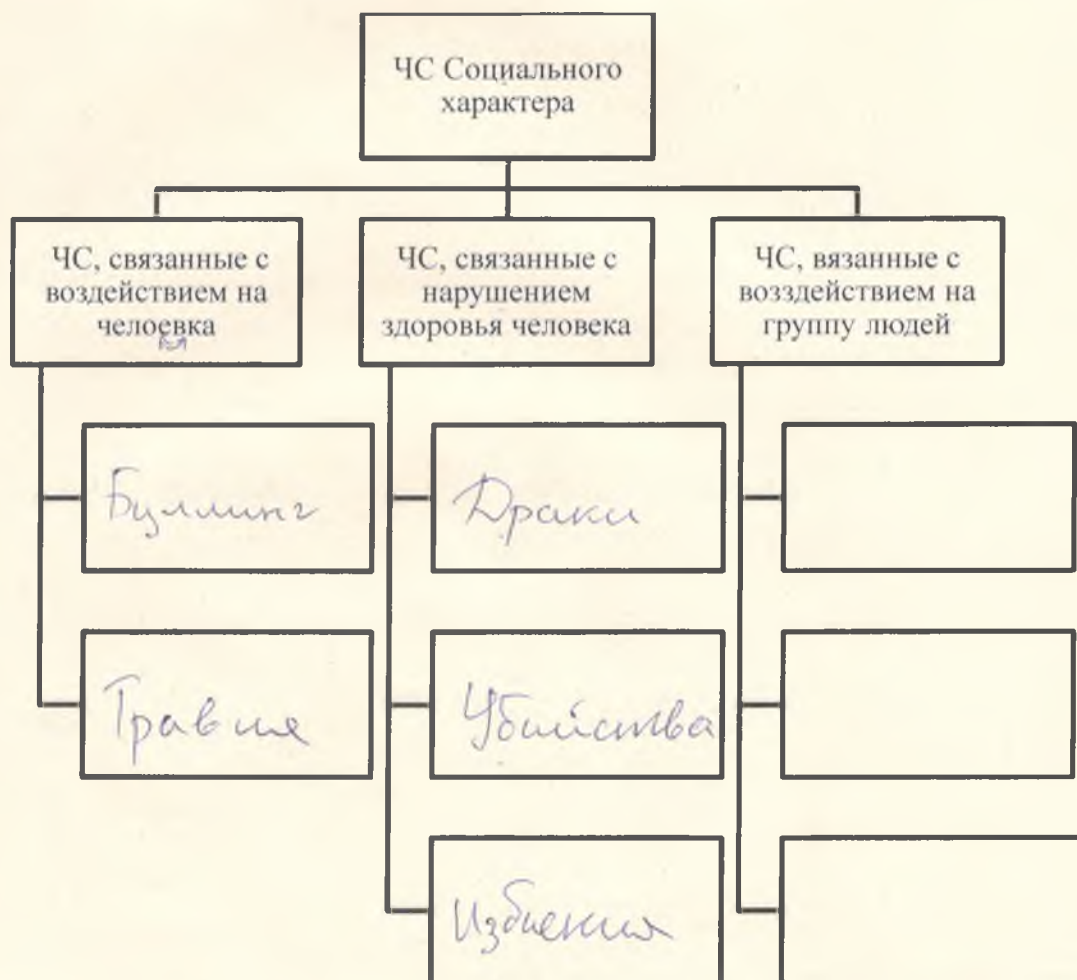 ЧС Социального
характера
ЧС, связанные с
воздействием на
челоевка
ЧС, связанные с
нарушением
здоровья человека
ЧС, вязанные с
возздействием на
группу людей
Буллинг
Драки
Травля
Убийства
Избиения